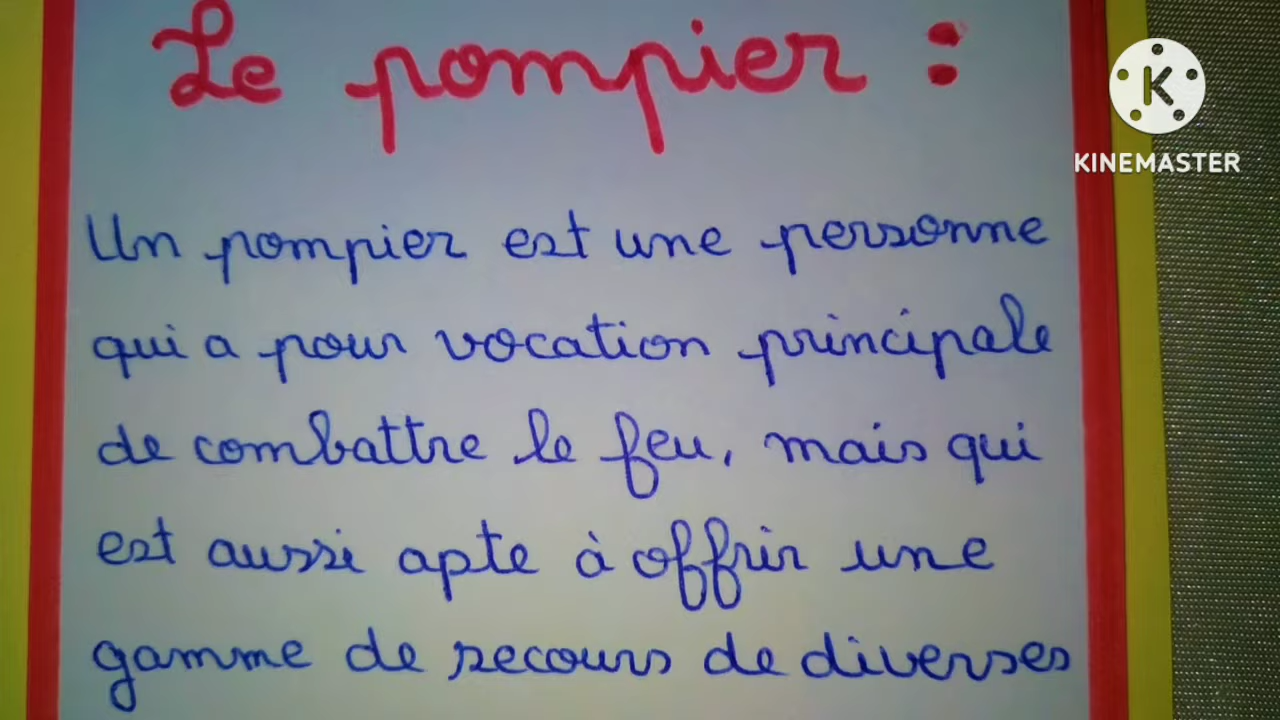 Le pompier :
KINEMASTER
Un pompier est une personne
qui a pour vocation principale
de combattre le feu, mais qui
est aussi apte à offrir une
gamme de secours de diverses